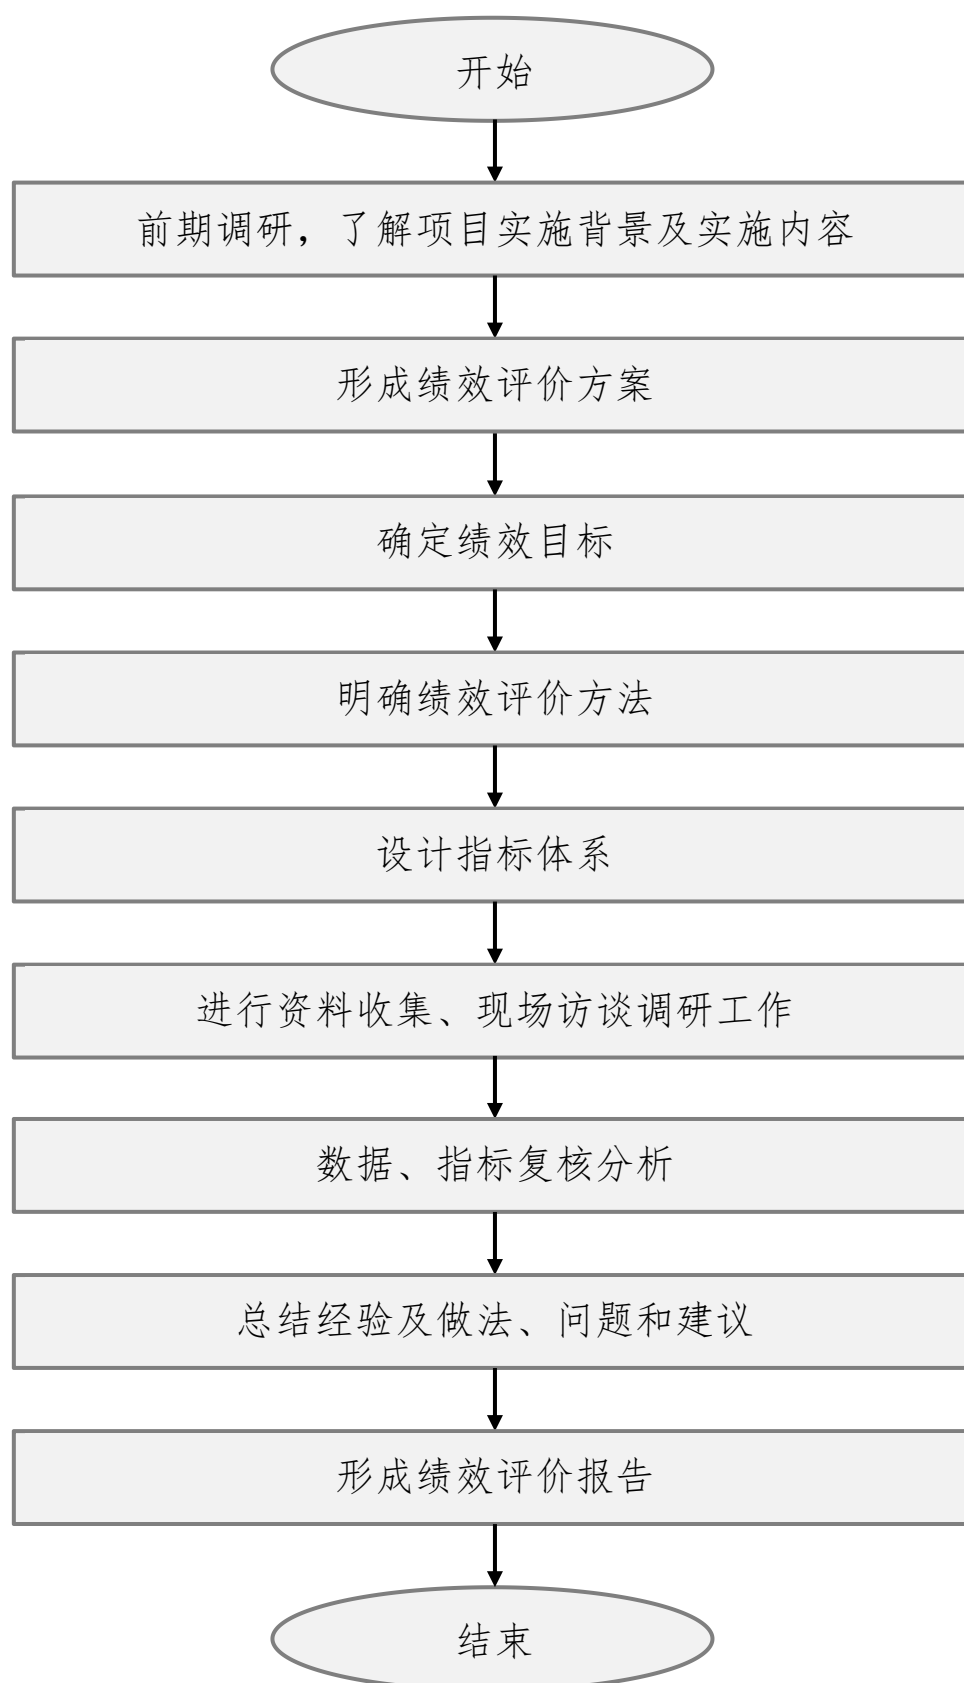 开始
前期调研，了解项目实施背景及实施内容
形成绩效评价方案
确定绩效目标
明确绩效评价方法
设计指标体系
进行资料收集、现场访谈调研工作
数据、指标复核分析
总结经验及做法、问题和建议
形成绩效评价报告
结束